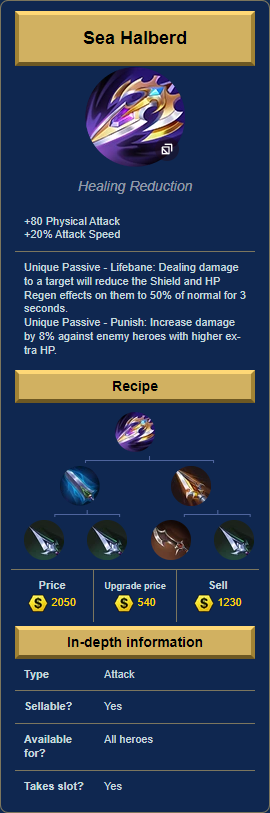 Sea Halberd
Healing Reduction
+80 Physical Attack
+20% Attack Speed
Unique Passive - Lifebane: Dealing damage
to a target will reduce the Shield and HP
Regen effects on them to 50% of normal for 3
seconds.
Unique Passive - Punish: Increase damage
by 8% against enemy heroes with higher ex-
tra HP.
Recipe
Price
2050
Upgrade price
540
Sell
1230
In-depth information
Type Attack
Sellable? Yes
Available All heroes
for?
Takes slot? Yes